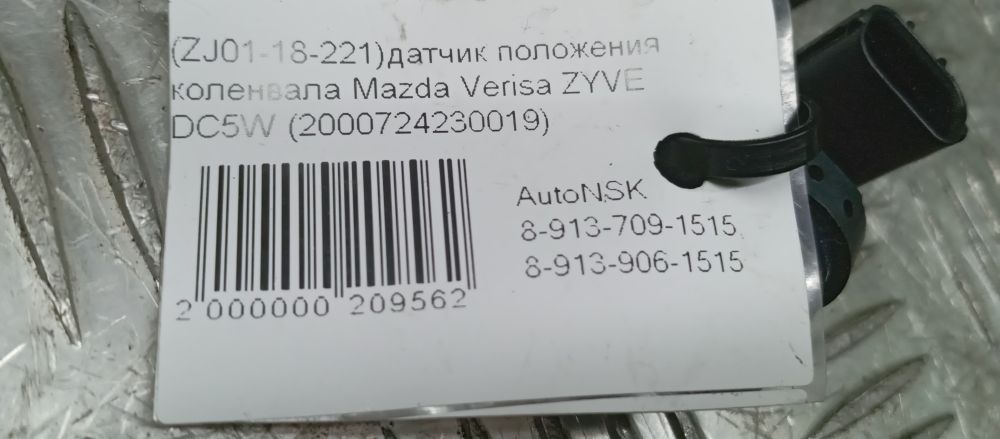 (ZJ01-18-221)датчик положения
коленвала Mazda Verisa ZYVE
DC5W (2000724230019)
AutoNSK
8-913-709-1515
8-913-906-1515
2 000000 209562